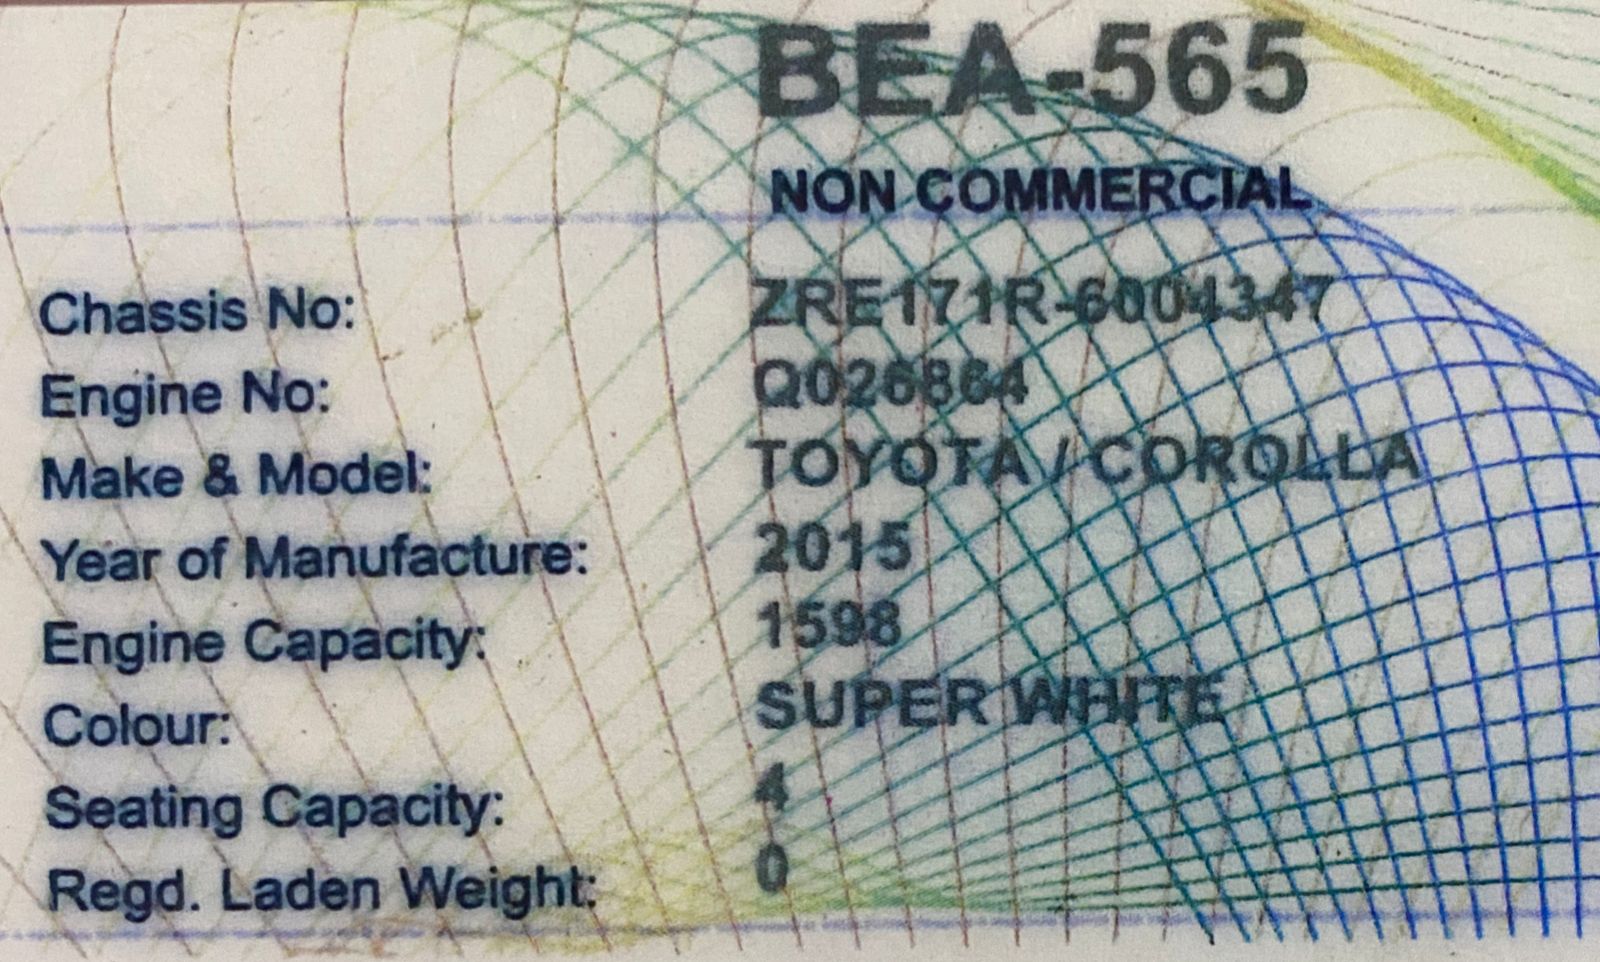 BEA-565
NON COMMERCIAL
Chassis No: ZRE171R-6004347
Engine No: Q026864
Make & Model: TOYOTA / COROLLA
Year of Manufacture: 2015
Engine Capacity: 1598
Colour: SUPER WHITE
Seating Capacity: 4
Regd. Laden Weight: 0